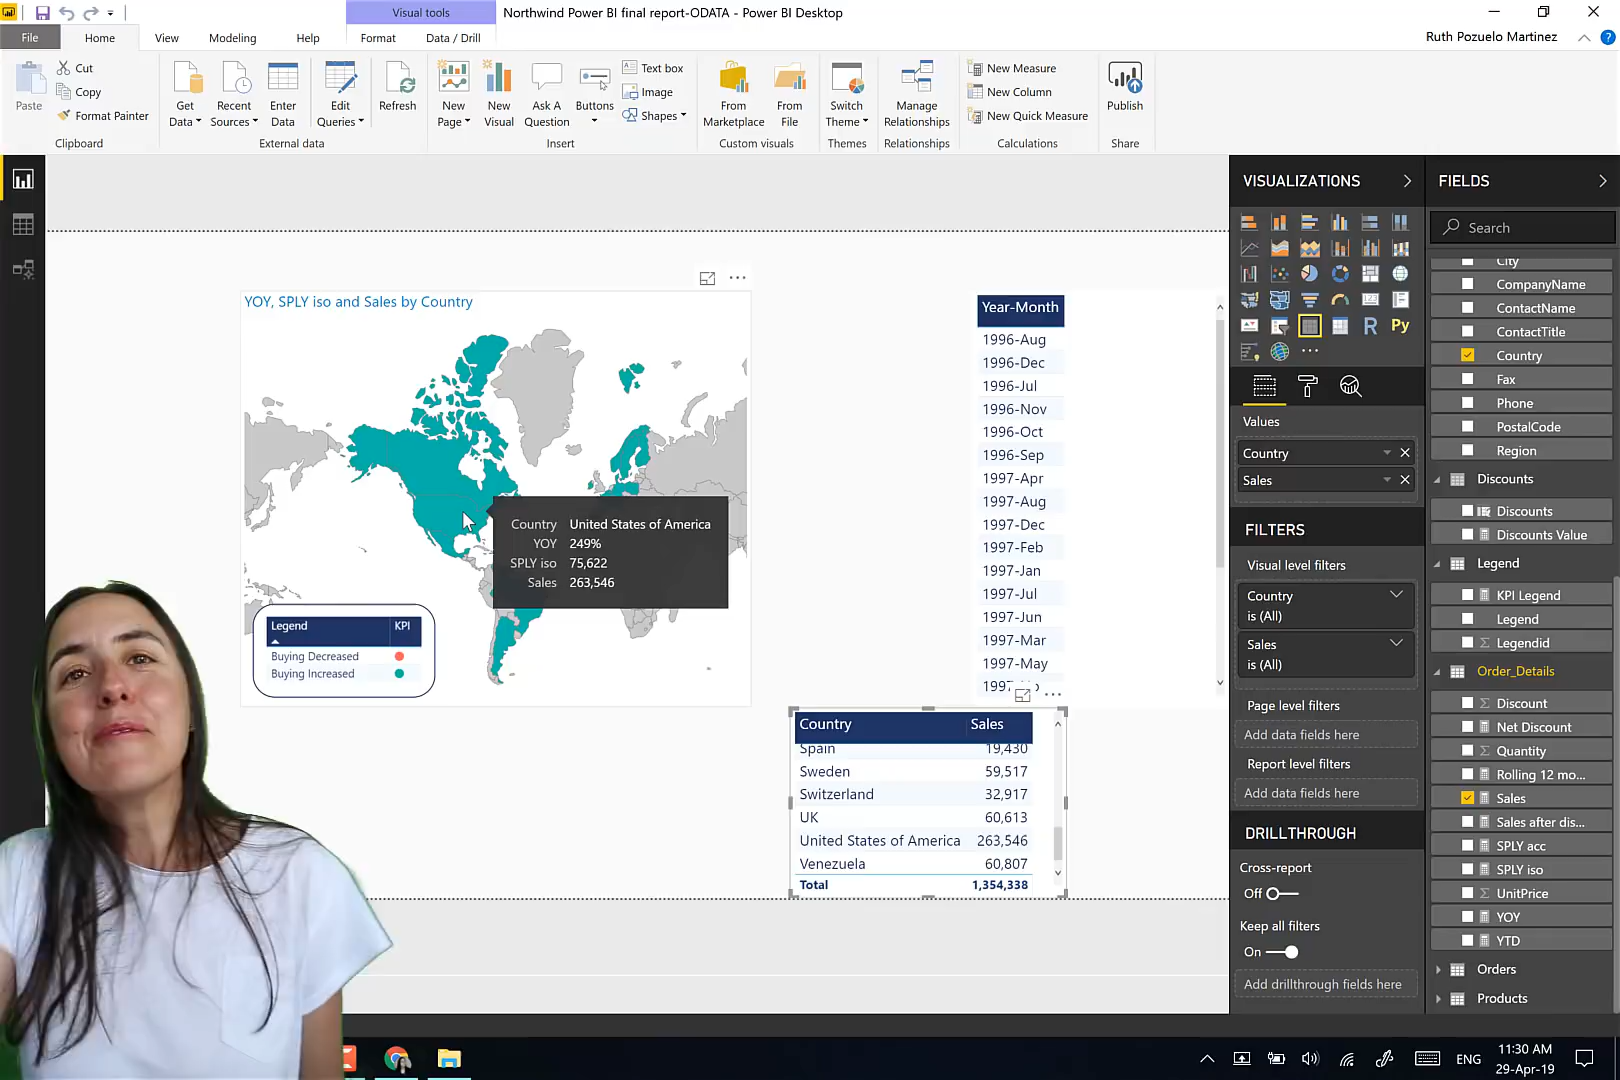 Visual tools
Northwind Power BI final report-ODATA - Power BI Desktop
File
Home
View
Modeling
Help
Format
Data / Drill
Ruth Pozuelo Martinez
Paste
Cut
Copy
Format Painter
Clipboard
Get Data
Recent Sources
Enter Data
Edit Queries
Refresh
External data
New Page
New Visual
Ask A Question
Buttons
Text box
Image
Shapes
Insert
From Marketplace
From File
Custom visuals
Switch Theme
Themes
Manage Relationships
Relationships
New Measure
New Column
New Quick Measure
Calculations
Publish
Share
YOY, SPLY iso and Sales by Country
Country United States of America
YOY 249%
SPLY iso 75,622
Sales 263,546
Legend KPI
Buying Decreased
Buying Increased
Year-Month
1996-Aug
1996-Dec
1996-Jul
1996-Nov
1996-Oct
1996-Sep
1997-Apr
1997-Aug
1997-Dec
1997-Feb
1997-Jan
1997-Jul
1997-Jun
1997-Mar
1997-May
Country Sales
Spain 19,430
Sweden 59,517
Switzerland 32,917
UK 60,613
United States of America 263,546
Venezuela 60,807
Total 1,354,338
VISUALIZATIONS
R
Py
Values
Country
Sales
FILTERS
Visual level filters
Country
is (All)
Sales
is (All)
Page level filters
Add data fields here
Report level filters
Add data fields here
DRILLTHROUGH
Cross-report
Off
Keep all filters
On
Add drillthrough fields here
FIELDS
Search
City
CompanyName
ContactName
ContactTitle
Country
Fax
Phone
PostalCode
Region
Discounts
Discounts
Discounts Value
Legend
KPI Legend
Legend
Legendid
Order_Details
Discount
Net Discount
Quantity
Rolling 12 mo...
Sales
Sales after dis...
SPLY acc
SPLY iso
UnitPrice
YOY
YTD
Orders
Products
ENG
11:30 AM
29-Apr-19